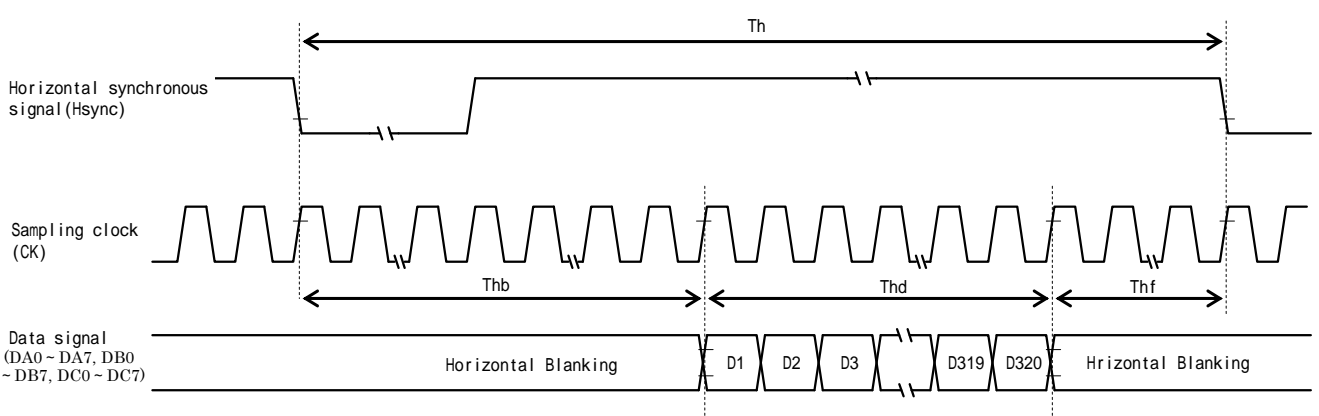 Th
Horizontal synchronous
signal(Hsync)
Sampling clock
(CK)
Thb
Thd
Thf
Data signal
(DA0 ~ DA7, DB0
~ DB7, DC0 ~ DC7)
Horizontal Blanking
D1
D2
D3
D319
D320
Hrizontal Blanking